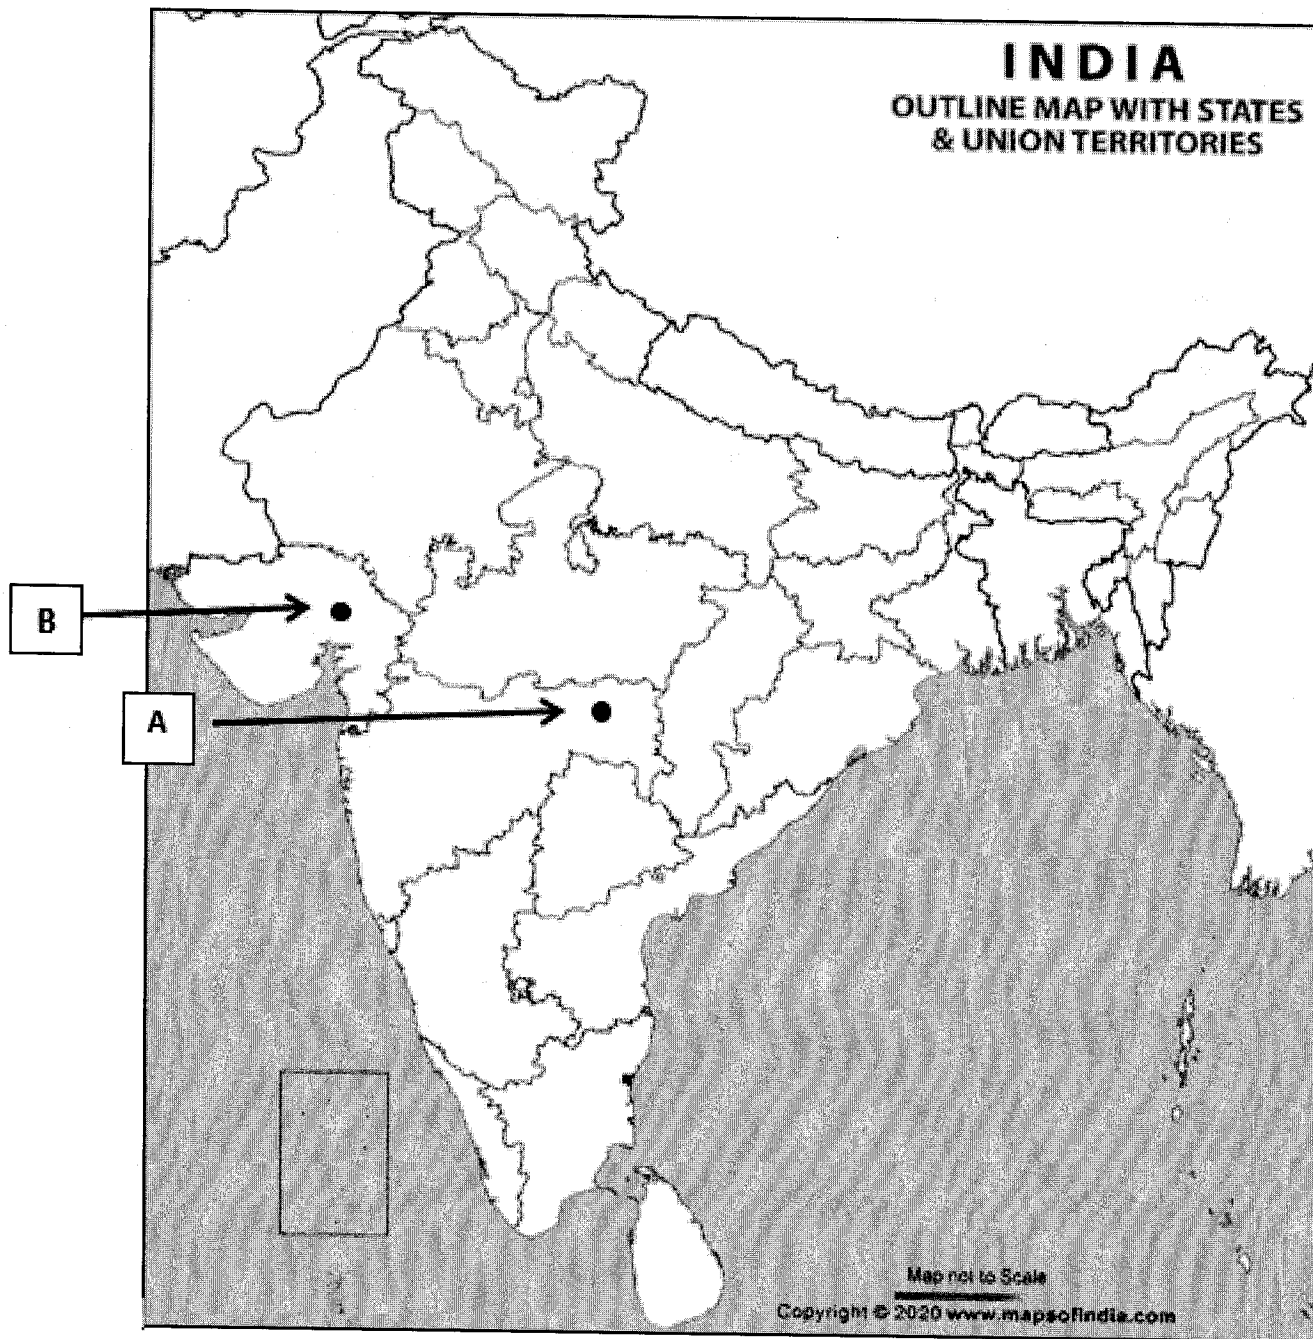 INDIA
OUTLINE MAP WITH STATES
& UNION TERRITORIES
B
A
Map not to Scale
Copyright © 2020 www.mapsofindia.com